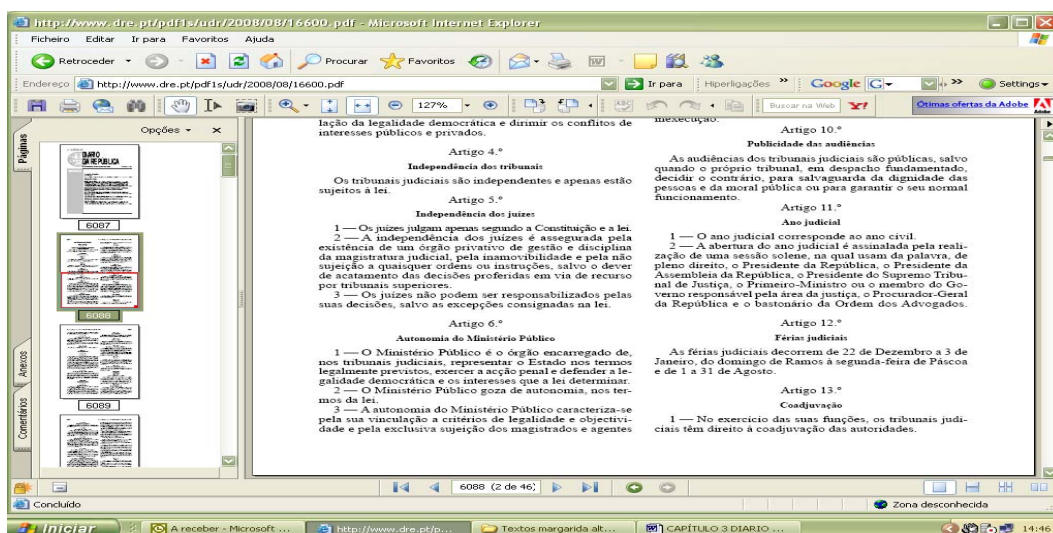 http://www.dre.pt/pdf1s/udr/2008/08/16600.pdf - Microsoft Internet Explorer
Ficheiro Editar Ir para Favoritos Ajuda
Retroceder Procurar Favoritos
Endereço http://www.dre.pt/pdf1s/udr/2008/08/16600.pdf Ir para Hiperligações » Google G » Settings
127% Buscar na Web Y! Ótimas ofertas da Adobe
Páginas
Anexos
Comentários
Opções
DIÁRIO
DA REPÚBLICA
6087
6088
6089
lação da legalidade democrática e dirimir os conflitos de
interesses públicos e privados.
Artigo 4.º
Independência dos tribunais
Os tribunais judiciais são independentes e apenas estão
sujeitos à lei.
Artigo 5.º
Independência dos juízes
1 — Os juízes julgam apenas segundo a Constituição e a lei.
2 — A independência dos juízes é assegurada pela
existência de um órgão privativo de gestão e disciplina
da magistratura judicial, pela inamovibilidade e pela não
sujeição a quaisquer ordens ou instruções, salvo o dever
de acatamento das decisões proferidas em via de recurso
por tribunais superiores.
3 — Os juízes não podem ser responsabilizados pelas
suas decisões, salvo as excepções consignadas na lei.
Artigo 6.º
Autonomia do Ministério Público
1 — O Ministério Público é o órgão encarregado de,
nos tribunais judiciais, representar o Estado nos termos
legalmente previstos, exercer a acção penal e defender a le-
galidade democrática e os interesses que a lei determinar.
2 — O Ministério Público goza de autonomia, nos ter-
mos da lei.
3 — A autonomia do Ministério Público caracteriza-se
pela sua vinculação a critérios de legalidade e objectivi-
dade e pela exclusiva sujeição dos magistrados e agentes
inexecução.
Artigo 10.º
Publicidade das audiências
As audiências dos tribunais judiciais são públicas, salvo
quando o próprio tribunal, em despacho fundamentado,
decidir o contrário, para salvaguarda da dignidade das
pessoas e da moral pública ou para garantir o seu normal
funcionamento.
Artigo 11.º
Ano judicial
1 — O ano judicial corresponde ao ano civil.
2 — A abertura do ano judicial é assinalada pela reali-
zação de uma sessão solene, na qual usam da palavra, de
pleno direito, o Presidente da República, o Presidente da
Assembleia da República, o Presidente do Supremo Tribu-
nal de Justiça, o Primeiro-Ministro ou o membro do Go-
verno responsável pela área da justiça, o Procurador-Geral
da República e o bastonário da Ordem dos Advogados.
Artigo 12.º
Férias judiciais
As férias judiciais decorrem de 22 de Dezembro a 3 de
Janeiro, do domingo de Ramos à segunda-feira de Páscoa
e de 1 a 31 de Agosto.
Artigo 13.º
Coadjuvação
1 — No exercício das suas funções, os tribunais judi-
ciais têm direito à coadjuvação das autoridades.
6088 (2 de 46)
Concluído Zona desconhecida
Iniciar A receber - Microsoft ... http://www.dre.pt/p... Textos margarida alt... CAPÍTULO 3 DIARIO ... 14:46